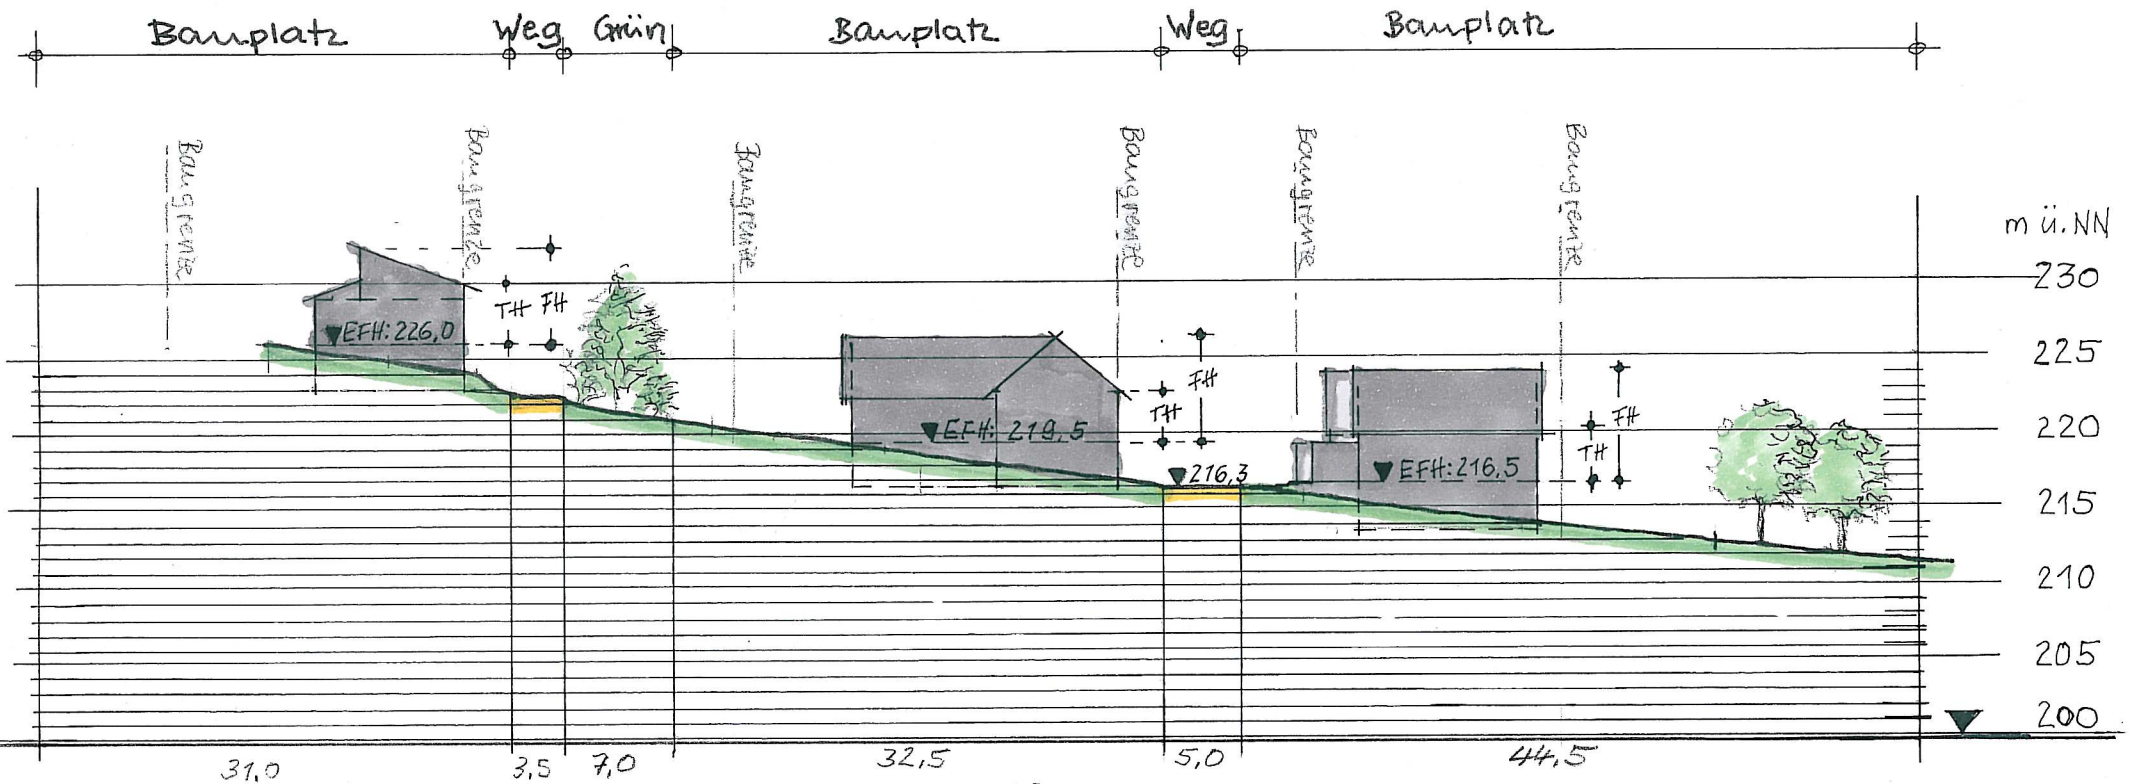 Bauplatz Weg Grün Bauplatz Weg Bauplatz
Baugrenze Baugrenze Baugrenze Baugrenze Baugrenze Baugrenze
m ü.NN
230
TH FH
EFH: 226,0
225
FH
TH
FH
EFH: 219,5
220
TH
216,3
EFH: 216,5
215
210
205
200
31,0 3,5 7,0 32,5 5,0 44,5